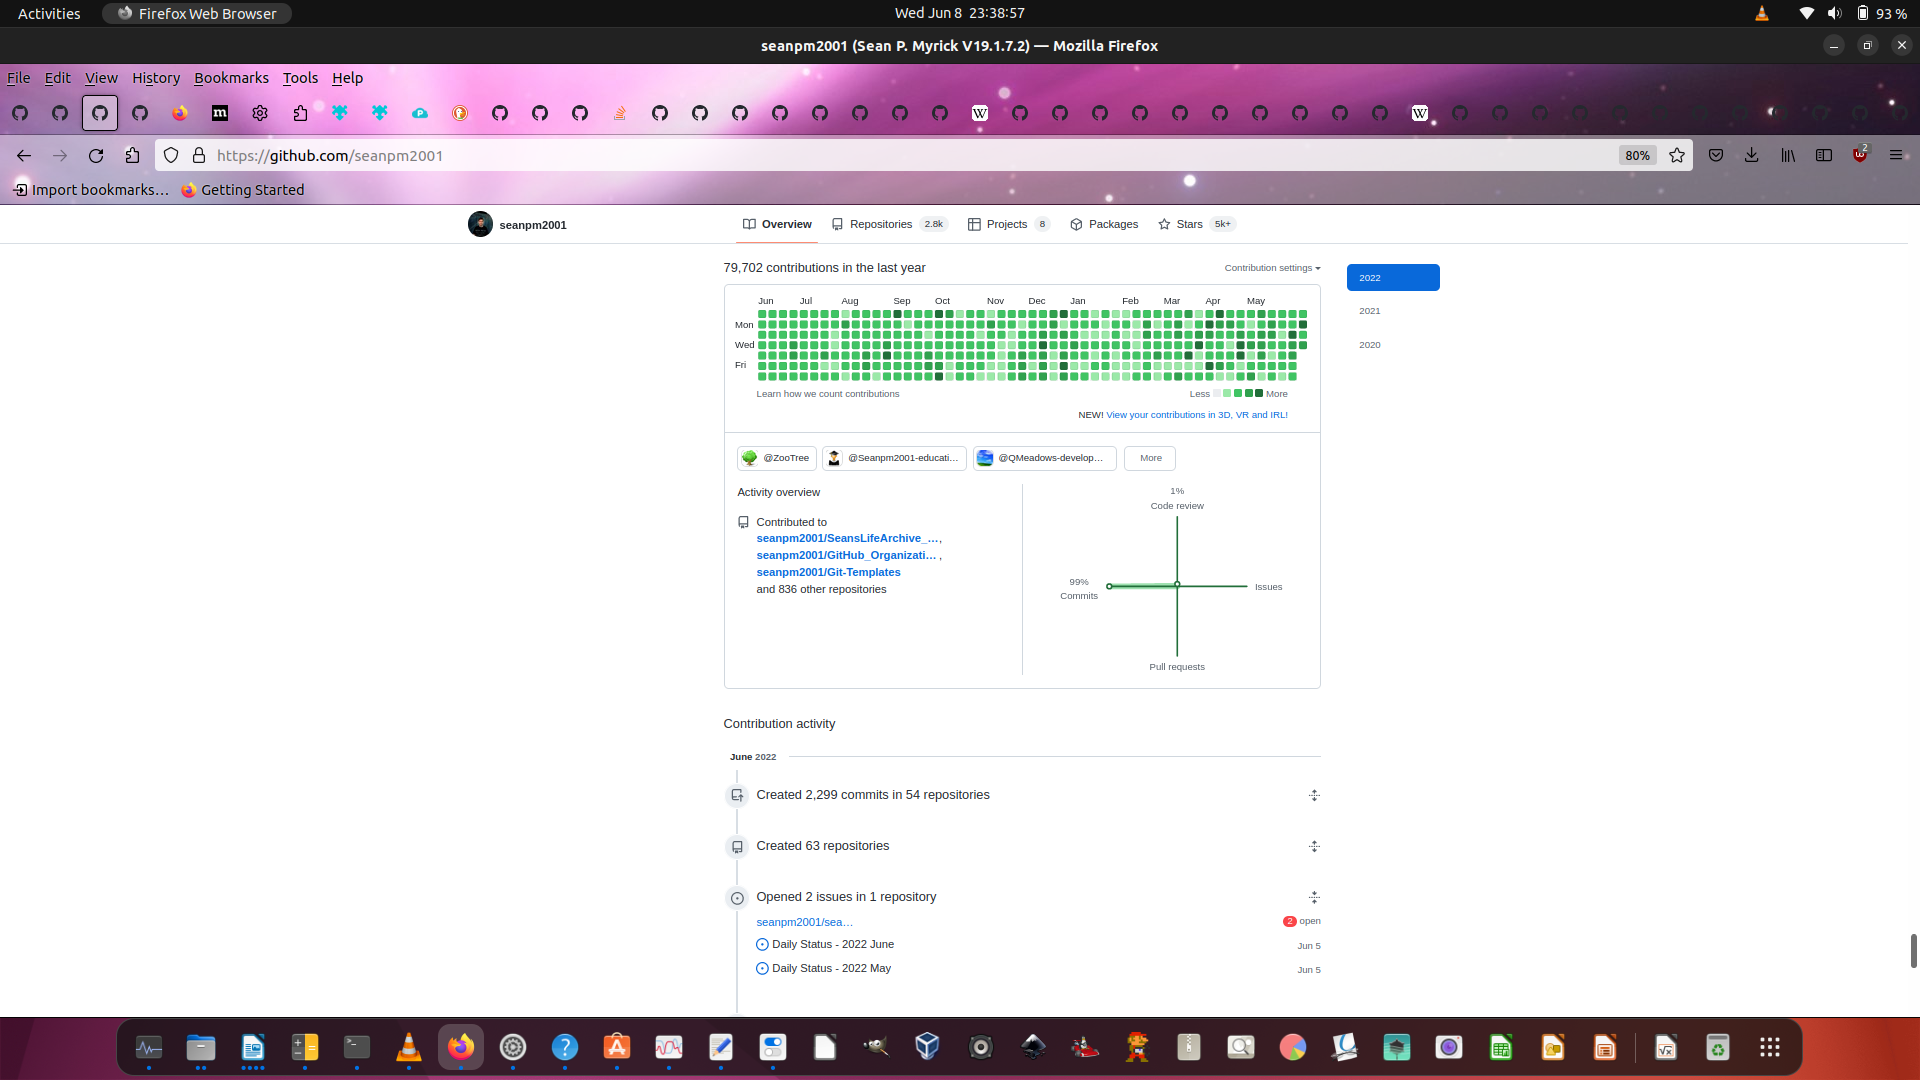 Activities
Firefox Web Browser
Wed Jun 8 23:38:57
93 %
seanpm2001 (Sean P. Myrick V19.1.7.2) — Mozilla Firefox
File Edit View History Bookmarks Tools Help
https://github.com/seanpm2001
80%
2
Import bookmarks…
Getting Started
seanpm2001
Overview
Repositories 2.8k
Projects 8
Packages
Stars 5k+
79,702 contributions in the last year
Contribution settings
2022
2021
2020
Jun Jul Aug Sep Oct Nov Dec Jan Feb Mar Apr May
Mon
Wed
Fri
Learn how we count contributions
Less
More
NEW! View your contributions in 3D, VR and IRL!
@ZooTree
@Seanpm2001-educati…
@QMeadows-develop…
More
Activity overview
Contributed to
seanpm2001/SeansLifeArchive_…,
seanpm2001/GitHub_Organizati… ,
seanpm2001/Git-Templates
and 836 other repositories
1%
Code review
99%
Commits
Issues
Pull requests
Contribution activity
June 2022
Created 2,299 commits in 54 repositories
Created 63 repositories
Opened 2 issues in 1 repository
seanpm2001/sea…
2 open
Daily Status - 2022 June
Jun 5
Daily Status - 2022 May
Jun 5